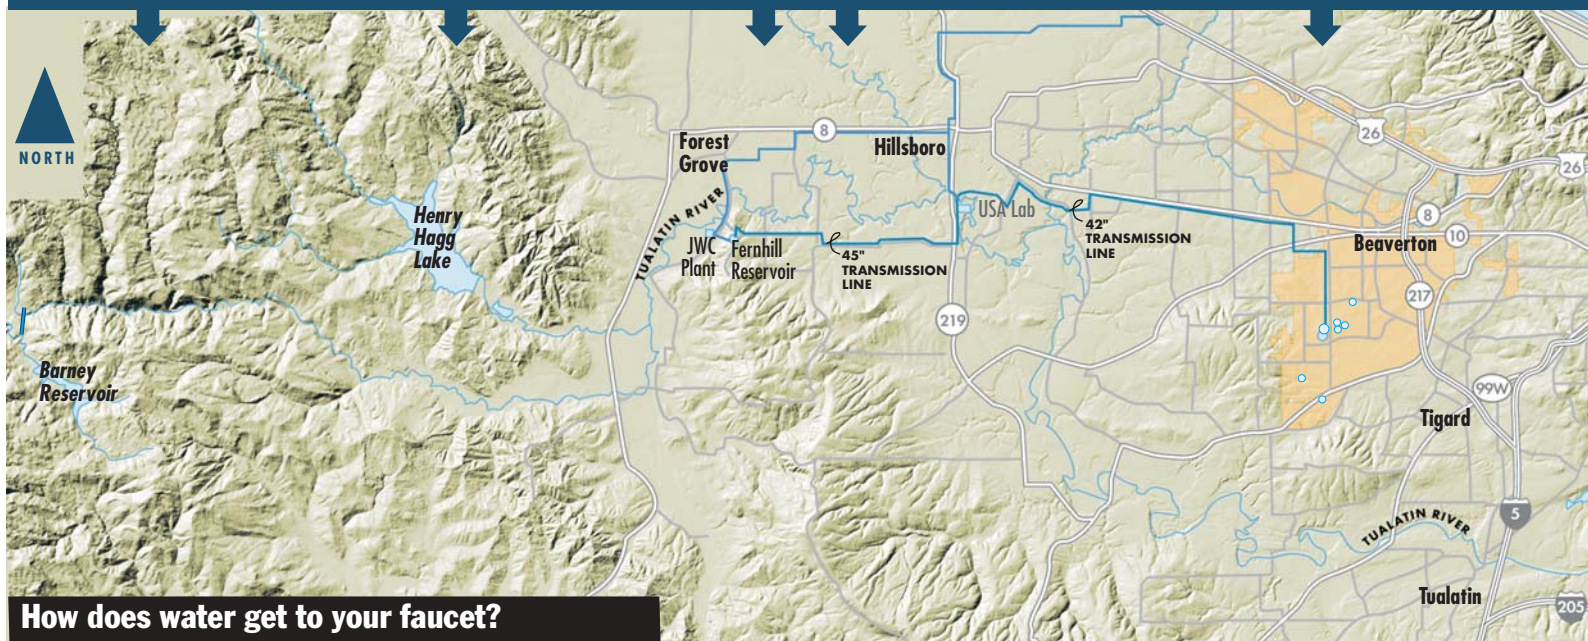 NORTH
Forest
Grove
8
Hillsboro
26
26
Henry
Hagg
Lake
TUALATIN RIVER
JWC
Plant
Fernhill
Reservoir
45"
TRANSMISSION
LINE
USA Lab
42"
TRANSMISSION
LINE
8
10
Beaverton
217
219
Barney
Reservoir
99W
Tigard
5
TUALATIN RIVER
Tualatin
205
How does water get to your faucet?